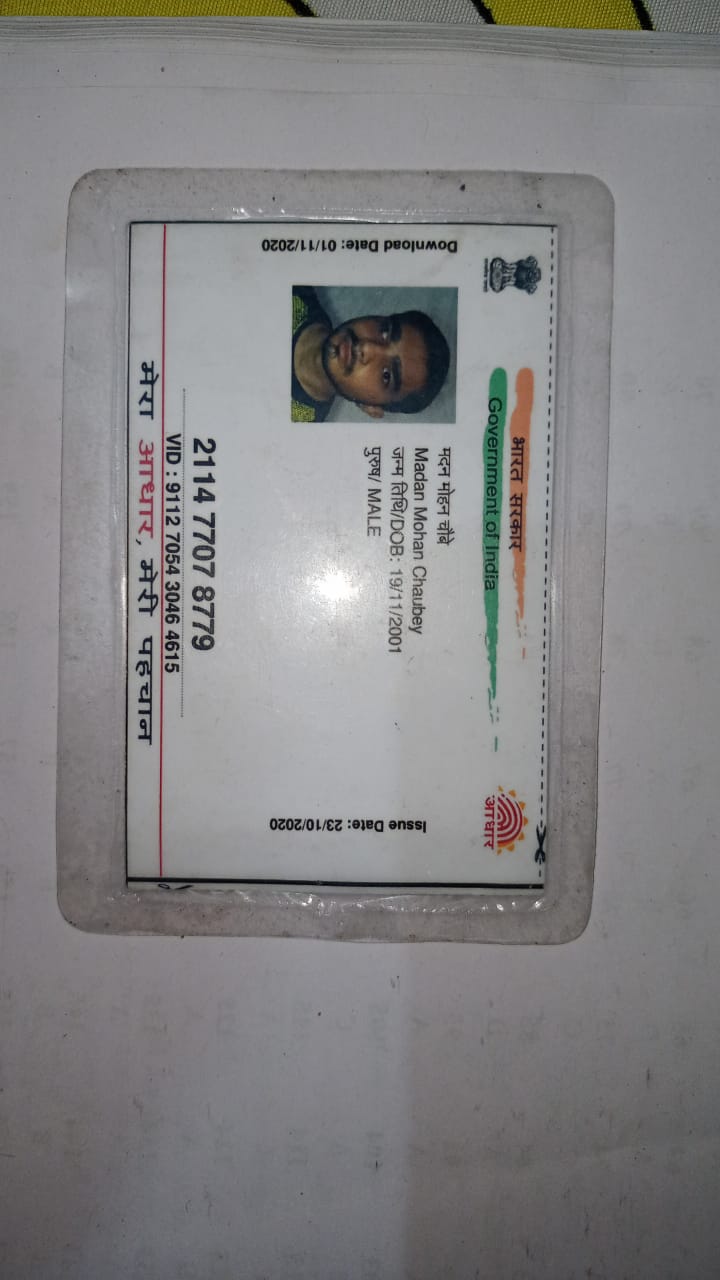 भारत सरकार
Government of India
Download Date: 01/11/2020
मदन मोहन चौबे
Madan Mohan Chaubey
जन्म तिथि/DOB: 19/11/2001
पुरुष/ MALE
Issue Date: 23/10/2020
आधार
2114 7707 8779
VID : 9112 7054 3046 4615
मेरा आधार, मेरी पहचान